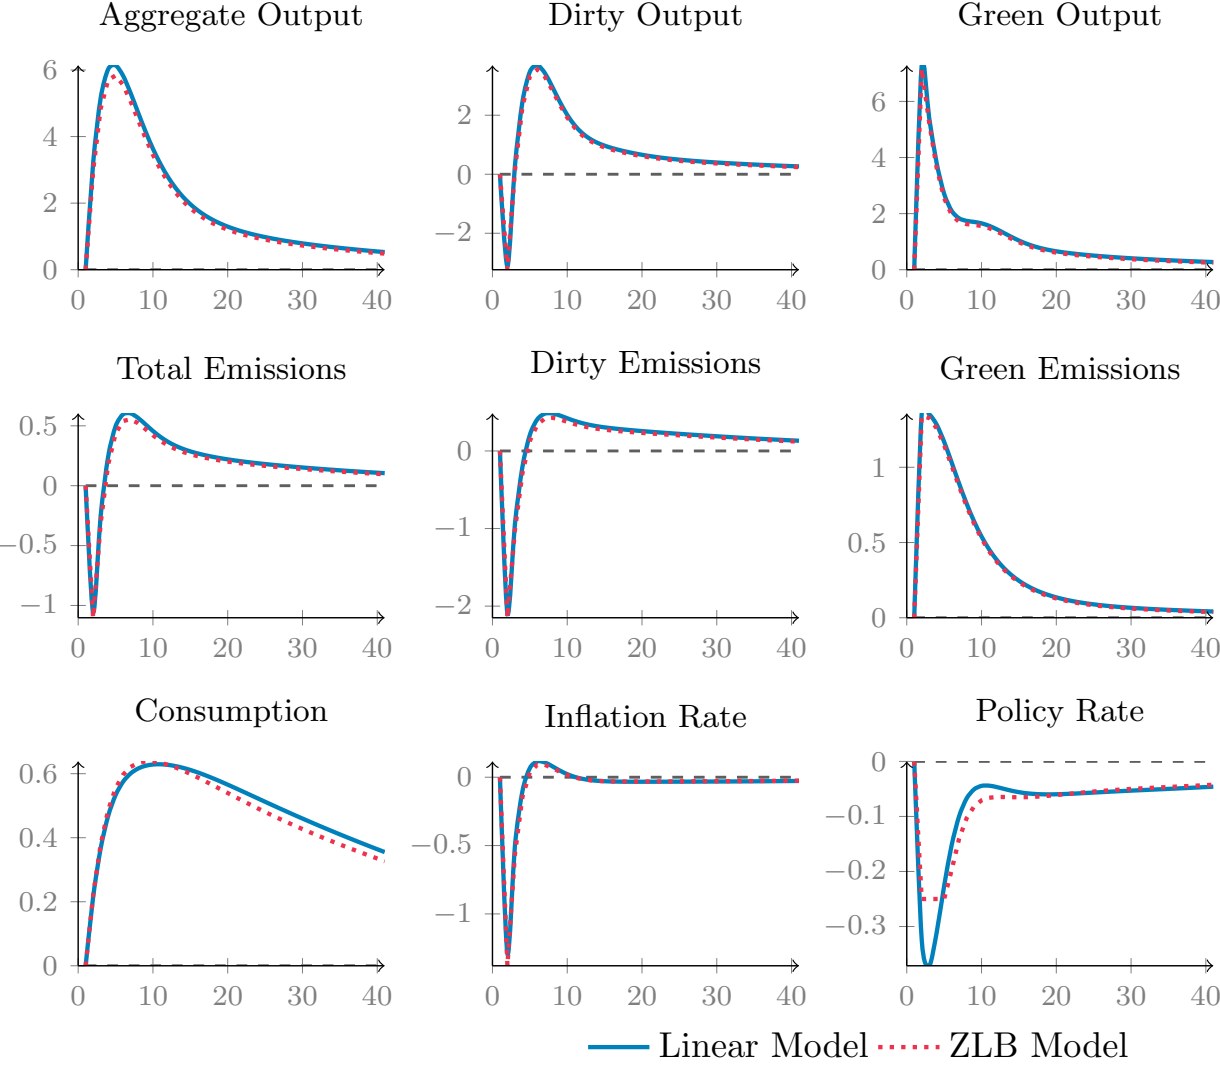 Aggregate Output Dirty Output Green Output
6
4
2
0
0 10 20 30 40
2
0
−2
0 10 20 30 40
6
4
2
0
0 10 20 30 40
Total Emissions Dirty Emissions Green Emissions
0.5
0
−0.5
−1
0 10 20 30 40
0
−1
−2
0 10 20 30 40
1
0.5
0
0 10 20 30 40
Consumption Inflation Rate Policy Rate
0.6
0.4
0.2
0
0 10 20 30 40
0
−0.5
−1
0 10 20 30 40
0
−0.1
−0.2
−0.3
0 10 20 30 40
Linear Model ZLB Model